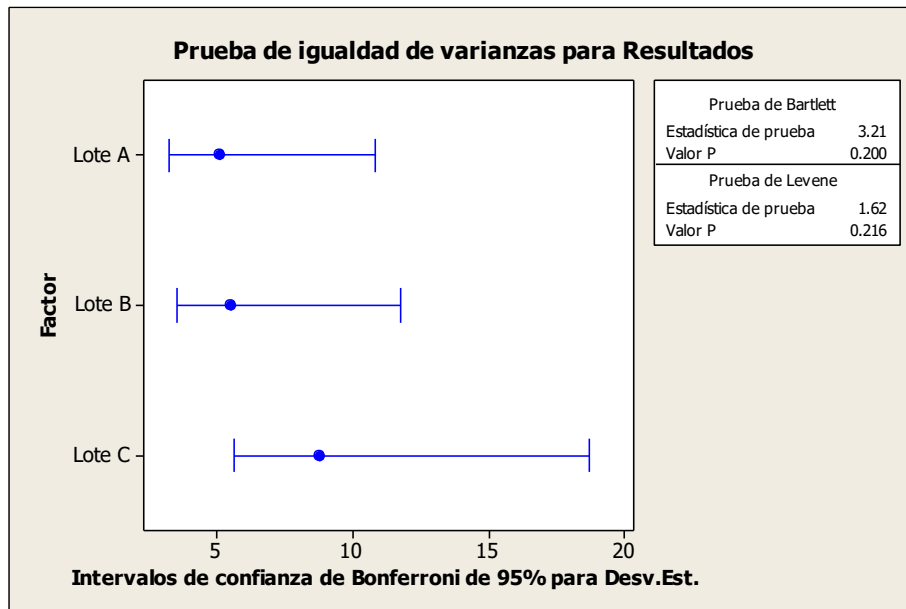 Prueba de igualdad de varianzas para Resultados
Prueba de Bartlett
Estadística de prueba 3.21
Valor P 0.200
Prueba de Levene
Estadística de prueba 1.62
Valor P 0.216
Factor
Lote A
Lote B
Lote C
5 10 15 20
Intervalos de confianza de Bonferroni de 95% para Desv.Est.